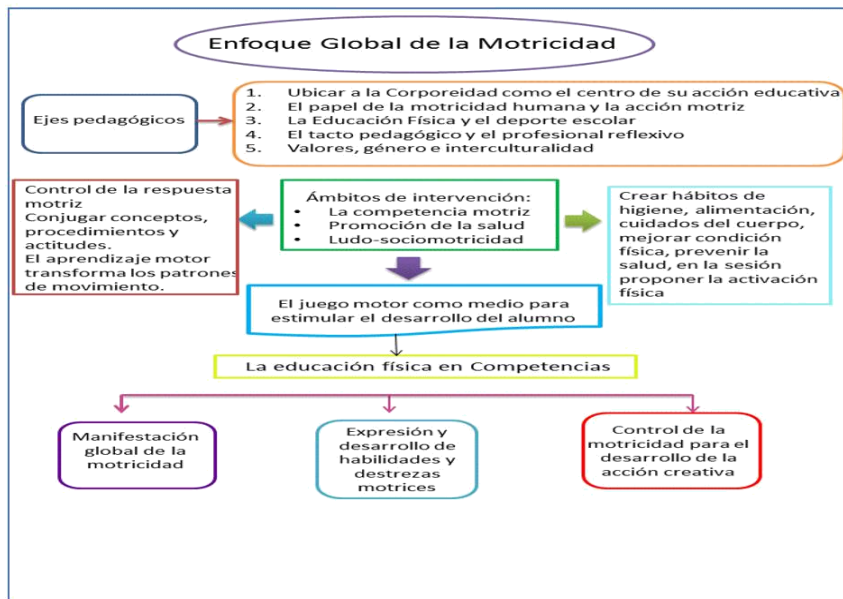 Enfoque Global de la Motricidad
Ejes pedagógicos
1. Ubicar a la Corporeidad como el centro de su acción educativa
2. El papel de la motricidad humana y la acción motriz
3. La Educación Física y el deporte escolar
4. El tacto pedagógico y el profesional reflexivo
5. Valores, género e interculturalidad
Control de la respuesta
motriz
Conjugar conceptos,
procedimientos y
actitudes.
El aprendizaje motor
transforma los patrones
de movimiento.
Ámbitos de intervención:
• La competencia motriz
• Promoción de la salud
• Ludo-sociomotricidad
Crear hábitos de
higiene, alimentación,
cuidados del cuerpo,
mejorar condición
física, prevenir la
salud, en la sesión
proponer la activación
física
El juego motor como medio para
estimular el desarrollo del alumno
La educación física en Competencias
Manifestación
global de la
motricidad
Expresión y
desarrollo de
habilidades y
destrezas
motrices
Control de la
motricidad para el
desarrollo de la
acción creativa